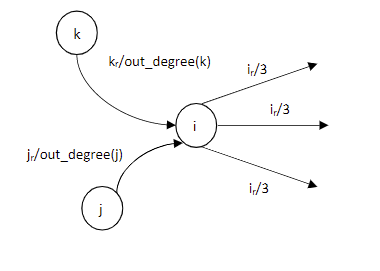 k
kᵣ/out_degree(k)
iᵣ/3
iᵣ/3
i
jᵣ/out_degree(j)
iᵣ/3
j